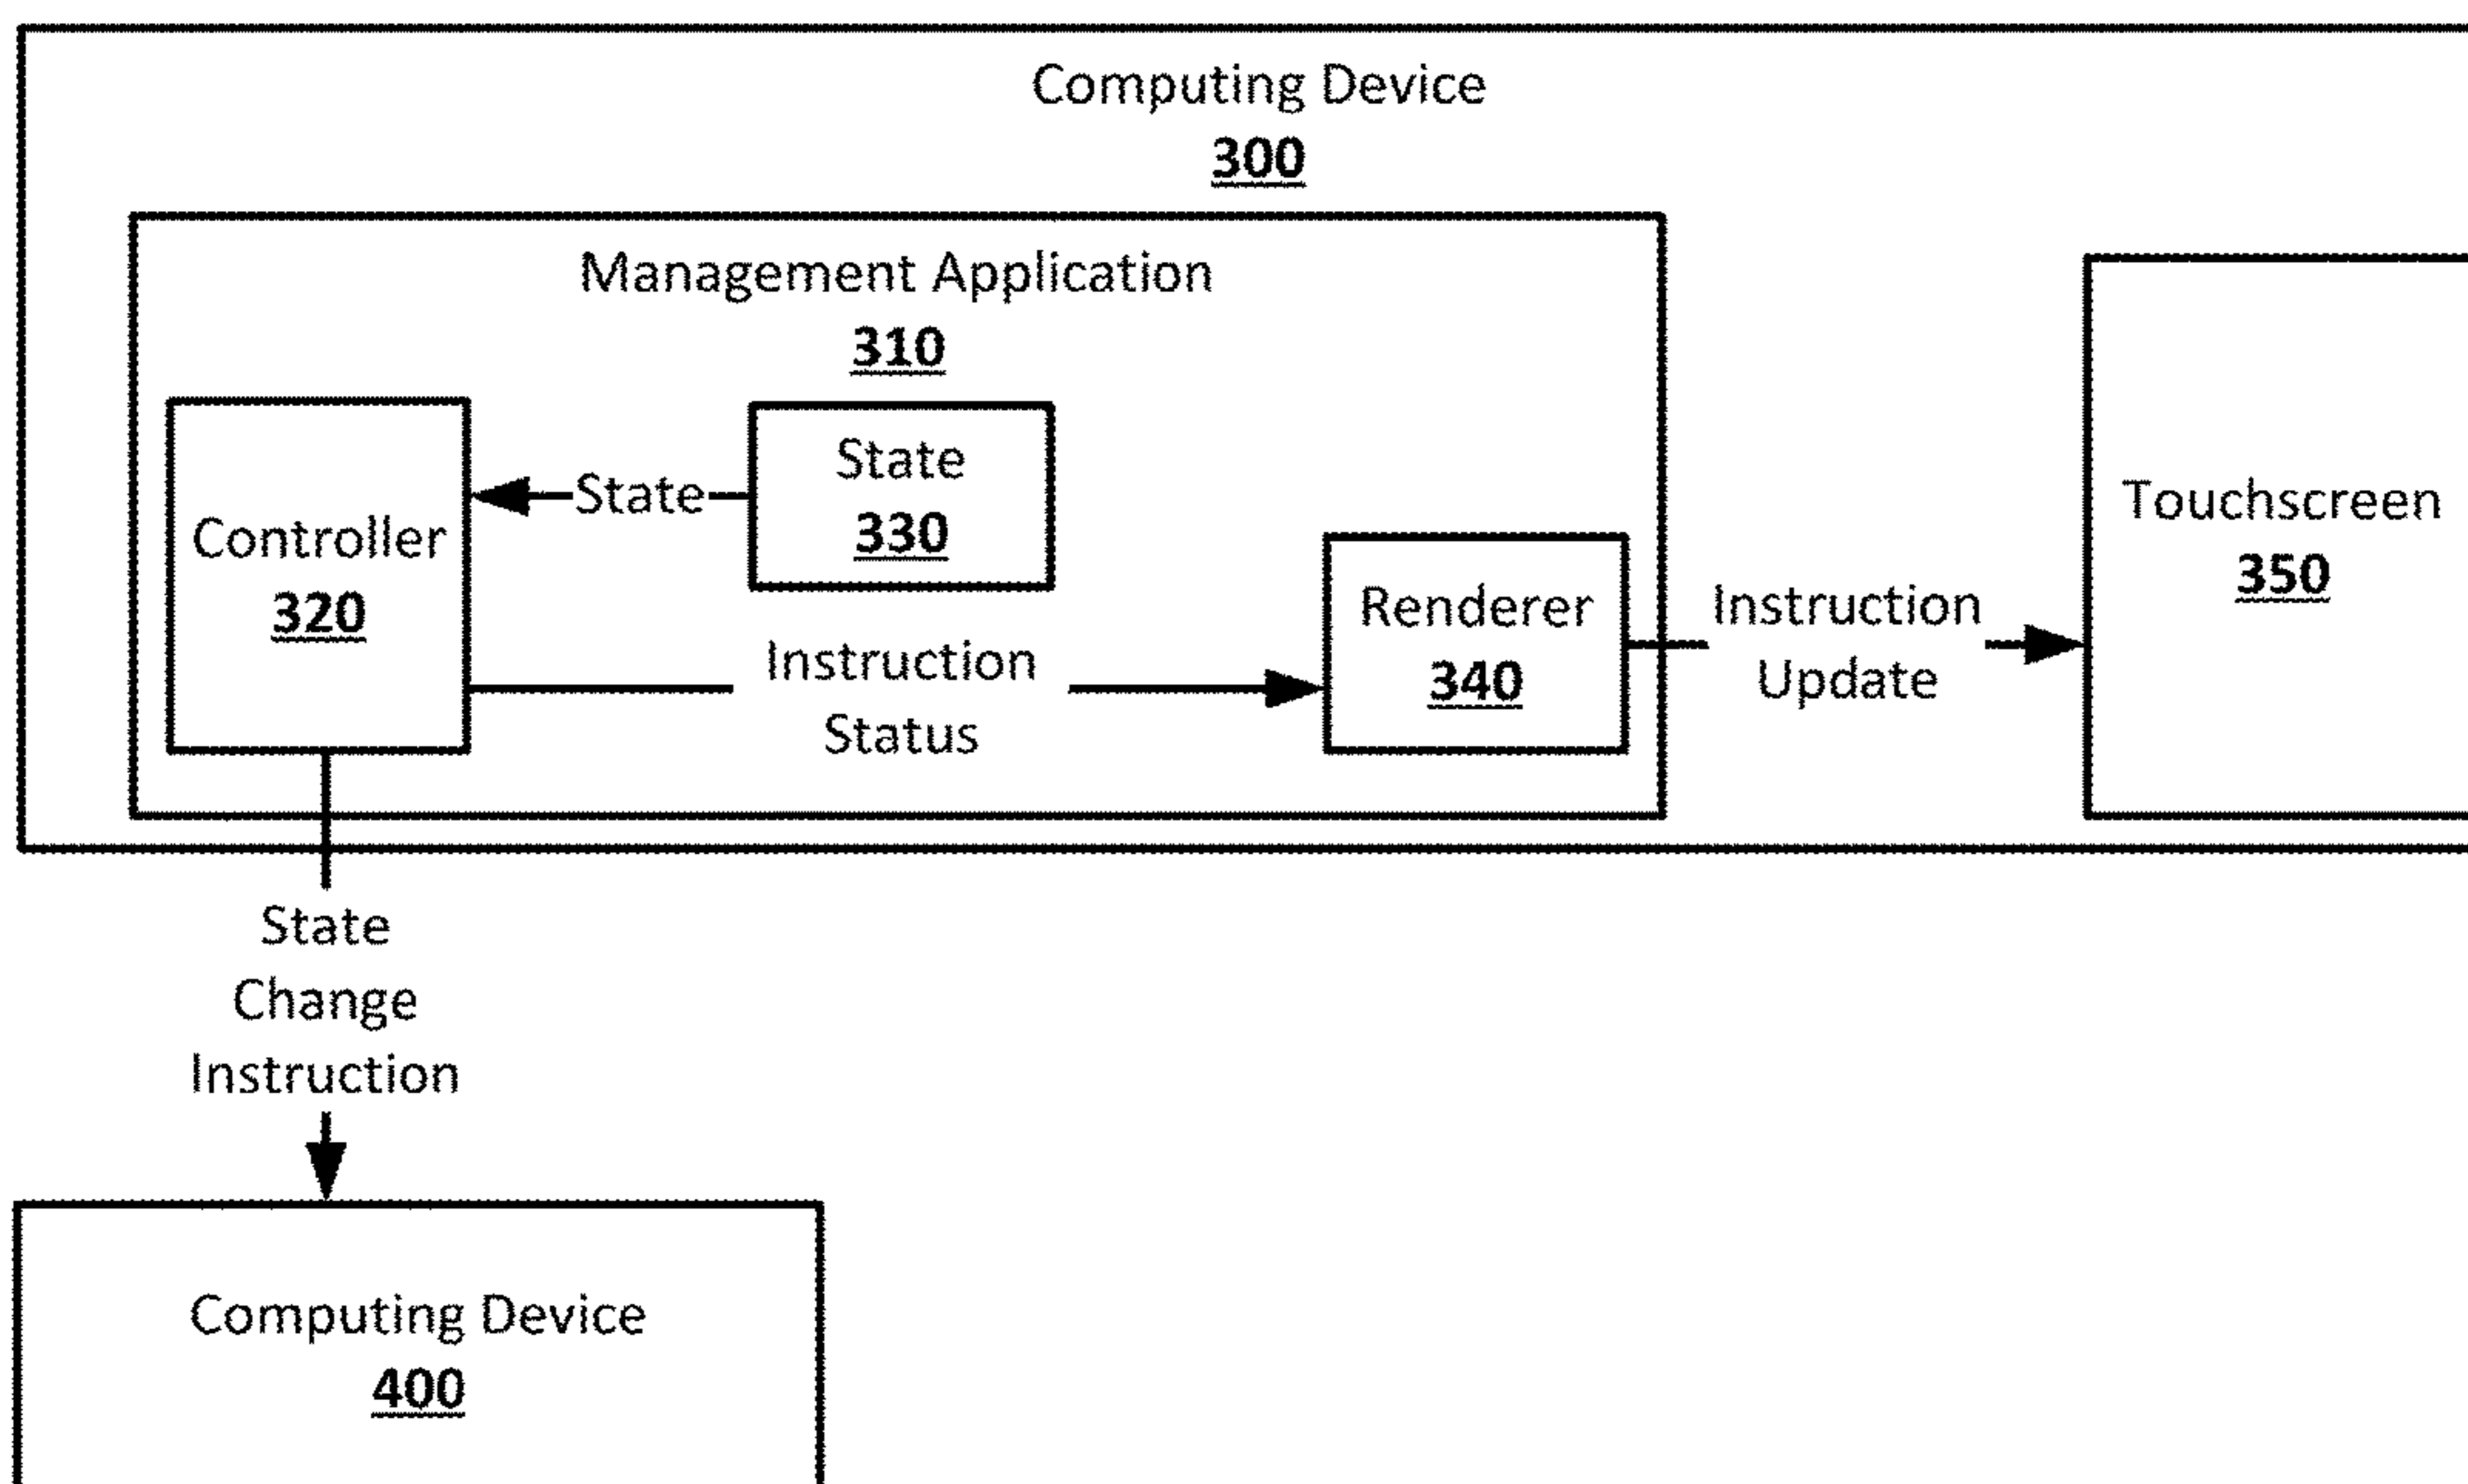 Computing Device
300
Management Application
310
Controller
320
State
State
330
Instruction
Status
Renderer
340
Instruction
Update
Touchscreen
350
State
Change
Instruction
Computing Device
400